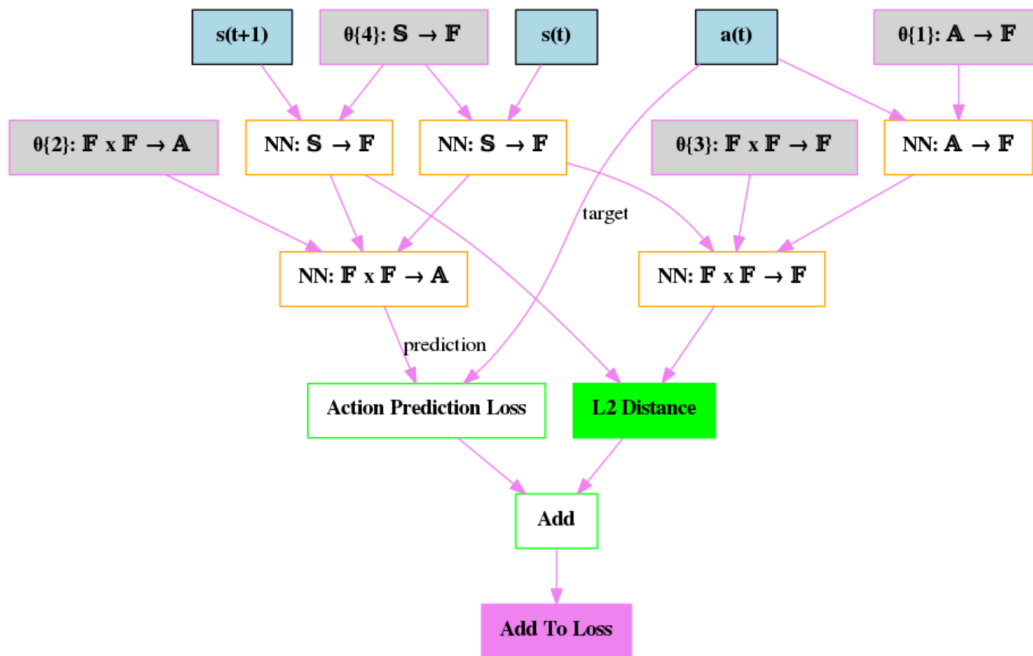 s(t+1)
θ{4}: 𝕊 → 𝔽
s(t)
a(t)
θ{1}: 𝔸 → 𝔽
θ{2}: 𝔽 x 𝔽 → 𝔸
NN: 𝕊 → 𝔽
NN: 𝕊 → 𝔽
θ{3}: 𝔽 x 𝔽 → 𝔽
NN: 𝔸 → 𝔽
target
NN: 𝔽 x 𝔽 → 𝔸
NN: 𝔽 x 𝔽 → 𝔽
prediction
Action Prediction Loss
L2 Distance
Add
Add To Loss